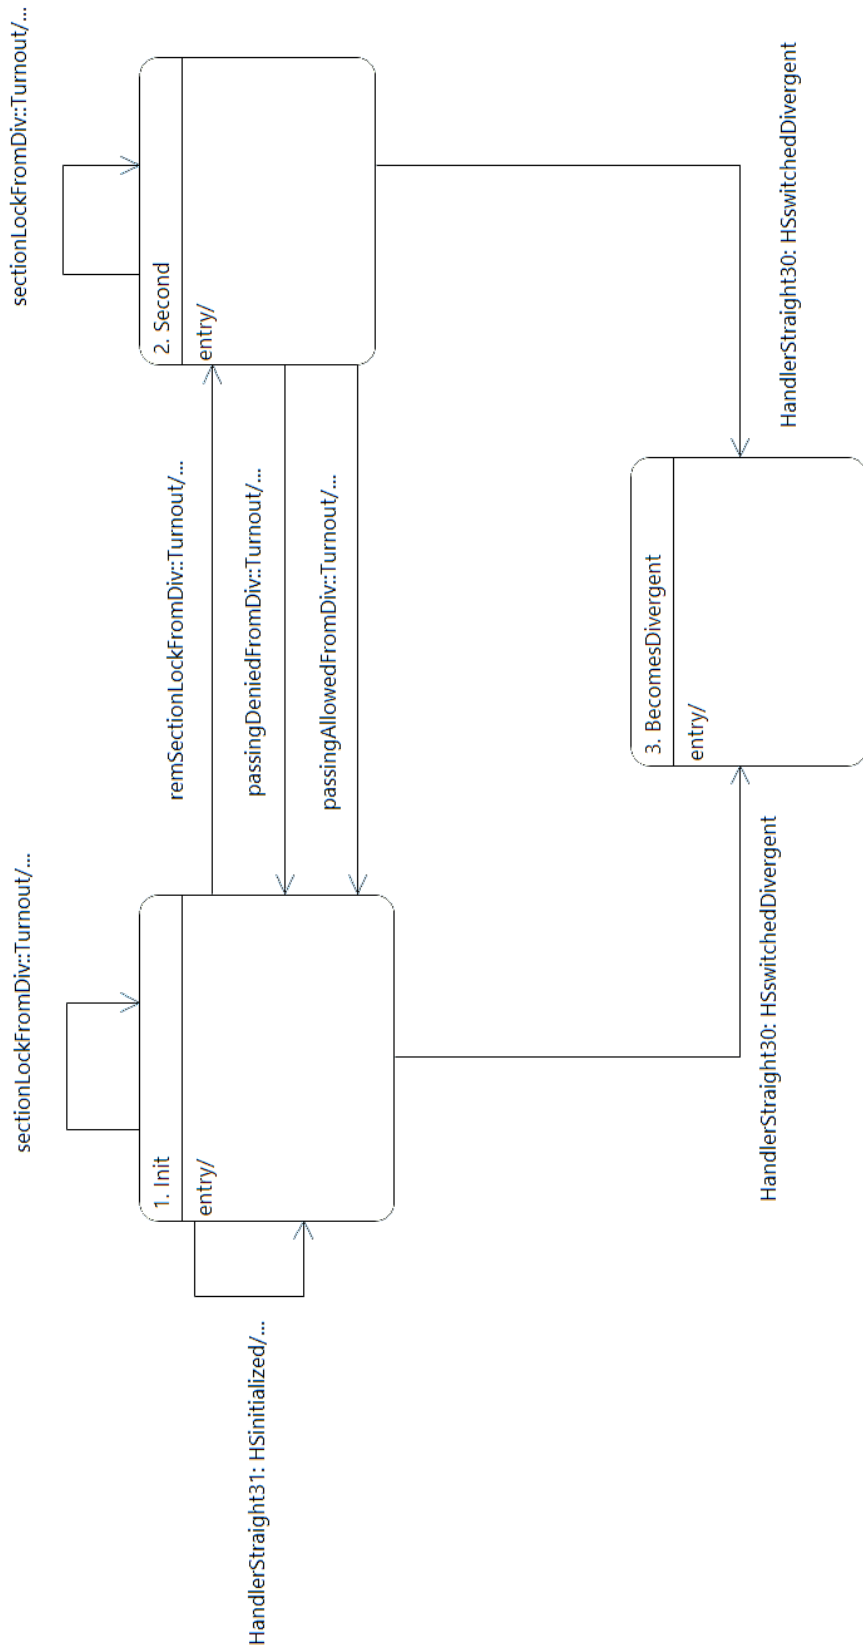 sectionLockFromDiv::Turnout/...
sectionLockFromDiv::Turnout/...
1. Init
entry/
2. Second
entry/
remSectionLockFromDiv::Turnout/...
passingDeniedFromDiv::Turnout/...
passingAllowedFromDiv::Turnout/...
HandlerStraight31: HSinitialized/...
3. BecomesDivergent
entry/
HandlerStraight30: HSswitchedDivergent
HandlerStraight30: HSswitchedDivergent